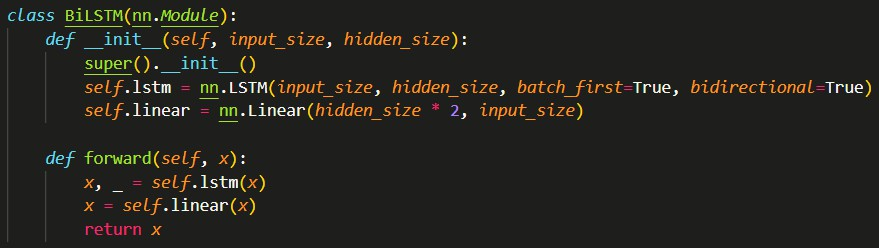 class BiLSTM(nn.Module):
    def __init__(self, input_size, hidden_size):
        super().__init__()
        self.lstm = nn.LSTM(input_size, hidden_size, batch_first=True, bidirectional=True)
        self.linear = nn.Linear(hidden_size * 2, input_size)

    def forward(self, x):
        x, _ = self.lstm(x)
        x = self.linear(x)
        return x